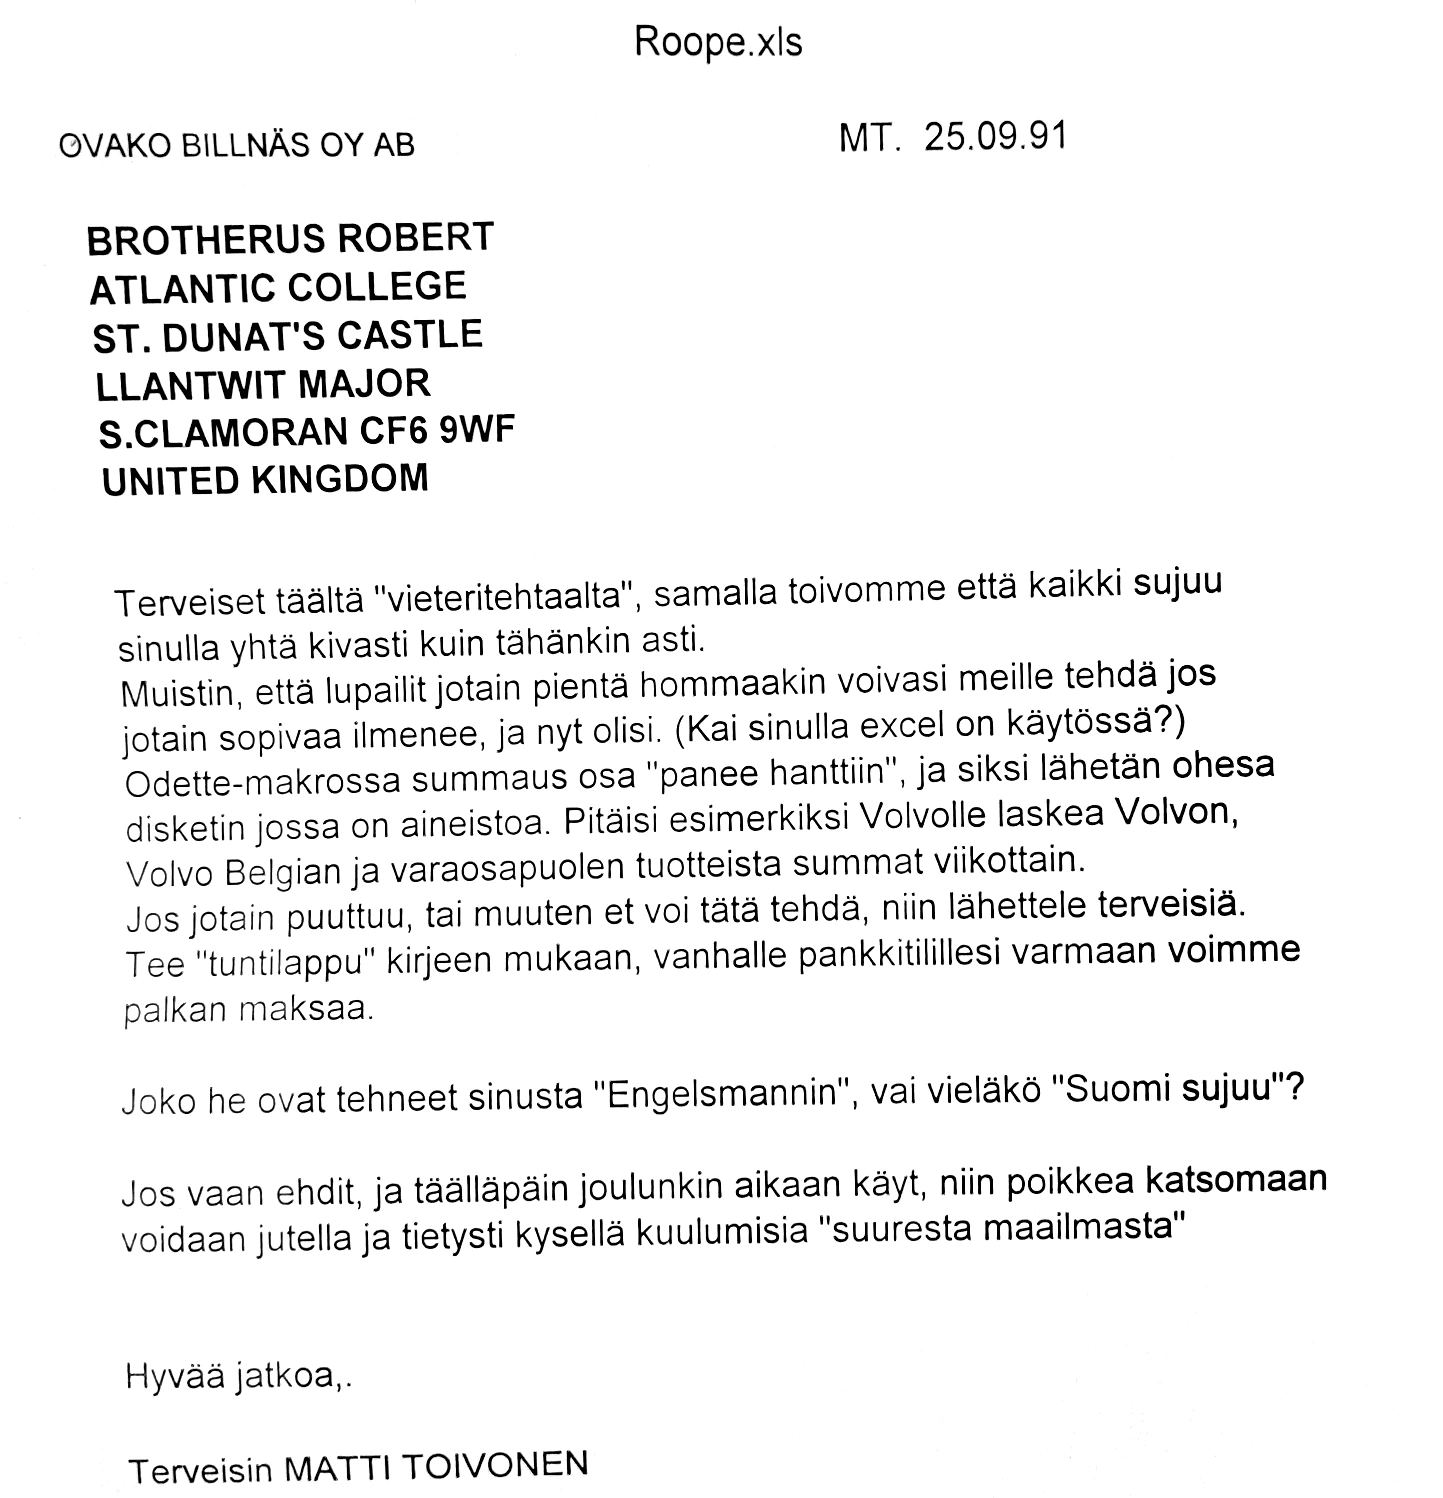 Roope.xls
OVAKO BILLNÄS OY AB
MT. 25.09.91
BROTHERUS ROBERT
ATLANTIC COLLEGE
ST. DUNAT'S CASTLE
LLANTWIT MAJOR
S.CLAMORAN CF6 9WF
UNITED KINGDOM
Terveiset täältä "vieteritehtaalta", samalla toivomme että kaikki sujuu
sinulla yhtä kivasti kuin tähänkin asti.
Muistin, että lupailit jotain pientä hommaakin voivasi meille tehdä jos
jotain sopivaa ilmenee, ja nyt olisi. (Kai sinulla excel on käytössä?)
Odette-makrossa summaus osa "panee hanttiin", ja siksi lähetän ohesa
disketin jossa on aineistoa. Pitäisi esimerkiksi Volvolle laskea Volvon,
Volvo Belgian ja varaosapuolen tuotteista summat viikottain.
Jos jotain puuttuu, tai muuten et voi tätä tehdä, niin lähettele terveisiä.
Tee "tuntilappu" kirjeen mukaan, vanhalle pankkitilillesi varmaan voimme
palkan maksaa.
Joko he ovat tehneet sinusta "Engelsmannin", vai vieläkö "Suomi sujuu"?
Jos vaan ehdit, ja täälläpäin joulunkin aikaan käyt, niin poikkea katsomaan
voidaan jutella ja tietysti kysellä kuulumisia "suuresta maailmasta"
Hyvää jatkoa,.
Terveisin MATTI TOIVONEN